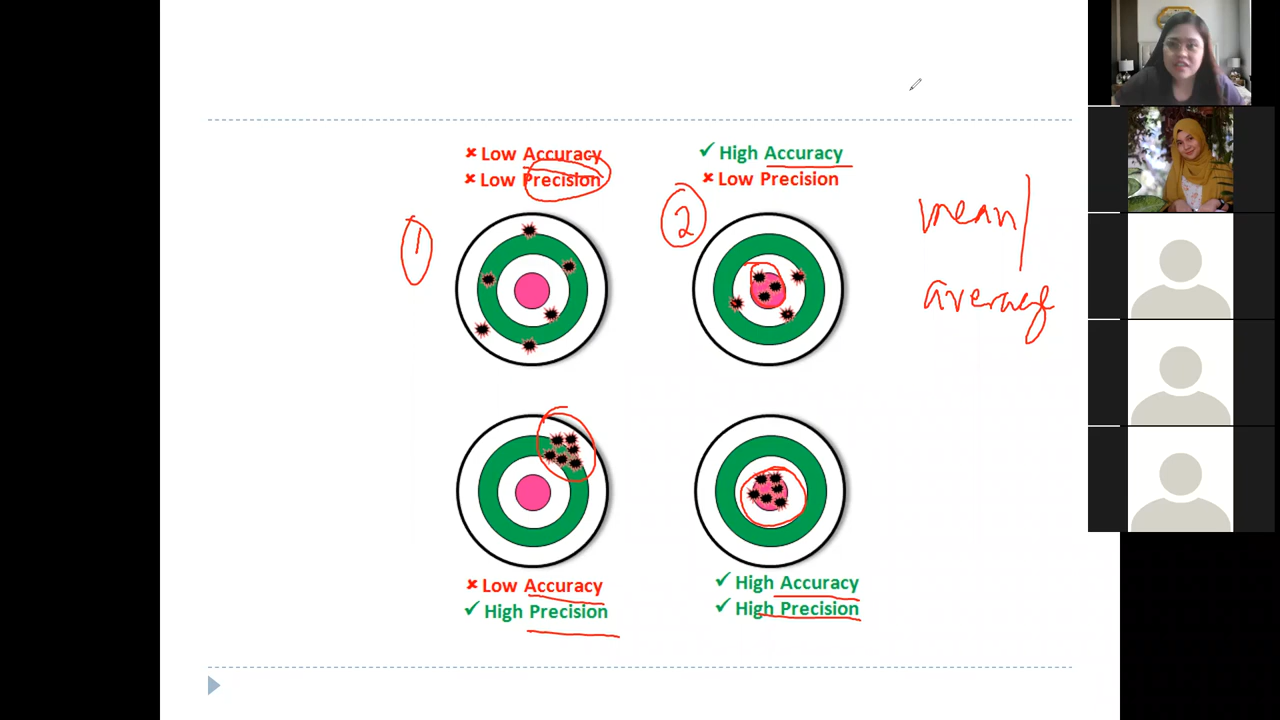 ✘ Low Accuracy
✘ Low Precision
✓ High Accuracy
✘ Low Precision
1
2
mean/
average
✘ Low Accuracy
✓ High Precision
✓ High Accuracy
✓ High Precision